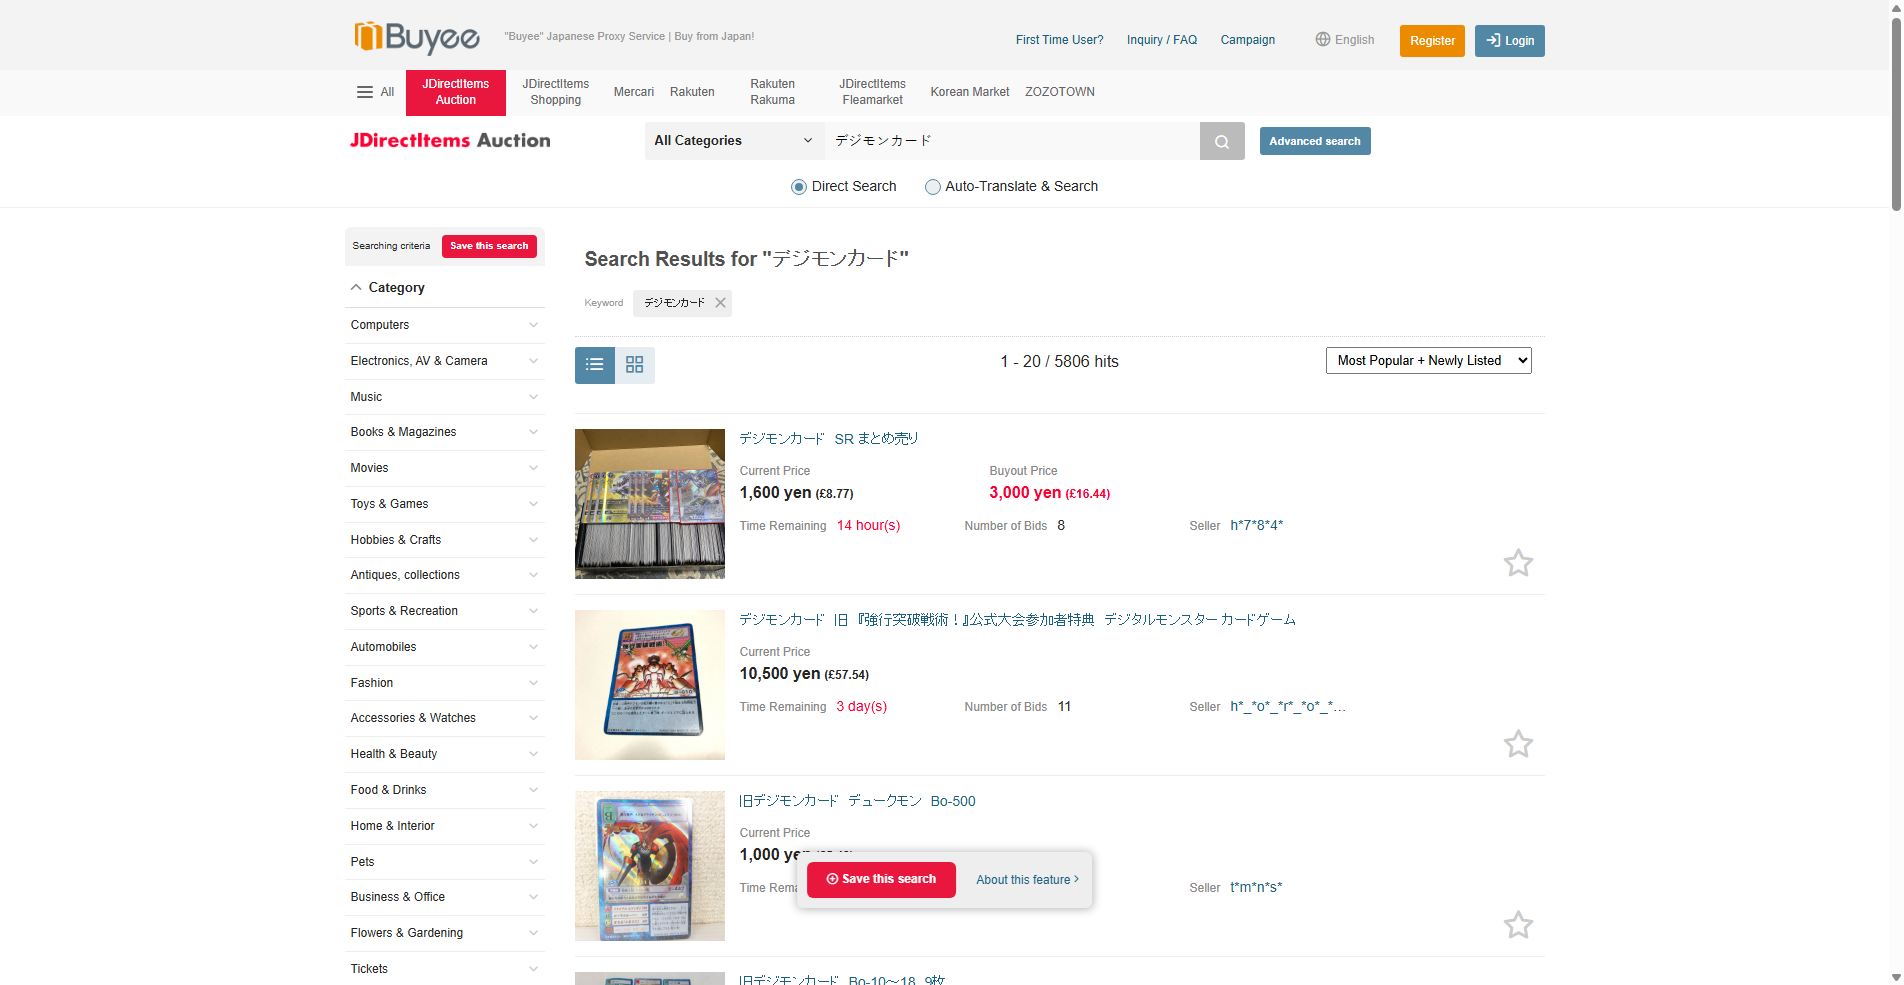 Buyee
"Buyee" Japanese Proxy Service | Buy from Japan!
First Time User?
Inquiry / FAQ
Campaign
English
Register
Login
All
JDirectItems Auction
JDirectItems Shopping
Mercari
Rakuten
Rakuten Rakuma
JDirectItems Fleamarket
Korean Market
ZOZOTOWN
JDirectItems Auction
All Categories
デジモンカード
Advanced search
Direct Search
Auto-Translate & Search
Searching criteria
Save this search
Category
Computers
Electronics, AV & Camera
Music
Books & Magazines
Movies
Toys & Games
Hobbies & Crafts
Antiques, collections
Sports & Recreation
Automobiles
Fashion
Accessories & Watches
Health & Beauty
Food & Drinks
Home & Interior
Pets
Business & Office
Flowers & Gardening
Tickets
Search Results for "デジモンカード"
Keyword
デジモンカード
1 - 20 / 5806 hits
Most Popular + Newly Listed
デジモンカード SR まとめ売り
Current Price
Buyout Price
1,600 yen (£8.77)
3,000 yen (£16.44)
Time Remaining 14 hour(s)
Number of Bids 8
Seller h*7*8*4*
デジモンカード 旧 『強行突破戦術！』公式大会参加者特典 デジタルモンスター カードゲーム
Current Price
10,500 yen (£57.54)
Time Remaining 3 day(s)
Number of Bids 11
Seller h*_*o*_*r*_*o*_*...
強行突破戦術!
旧デジモンカード デュークモン Bo-500
Current Price
1,000 yen
Time Rema
Seller t*m*n*s*
Save this search
About this feature
旧デジモンカード Bo-10～18 9枚